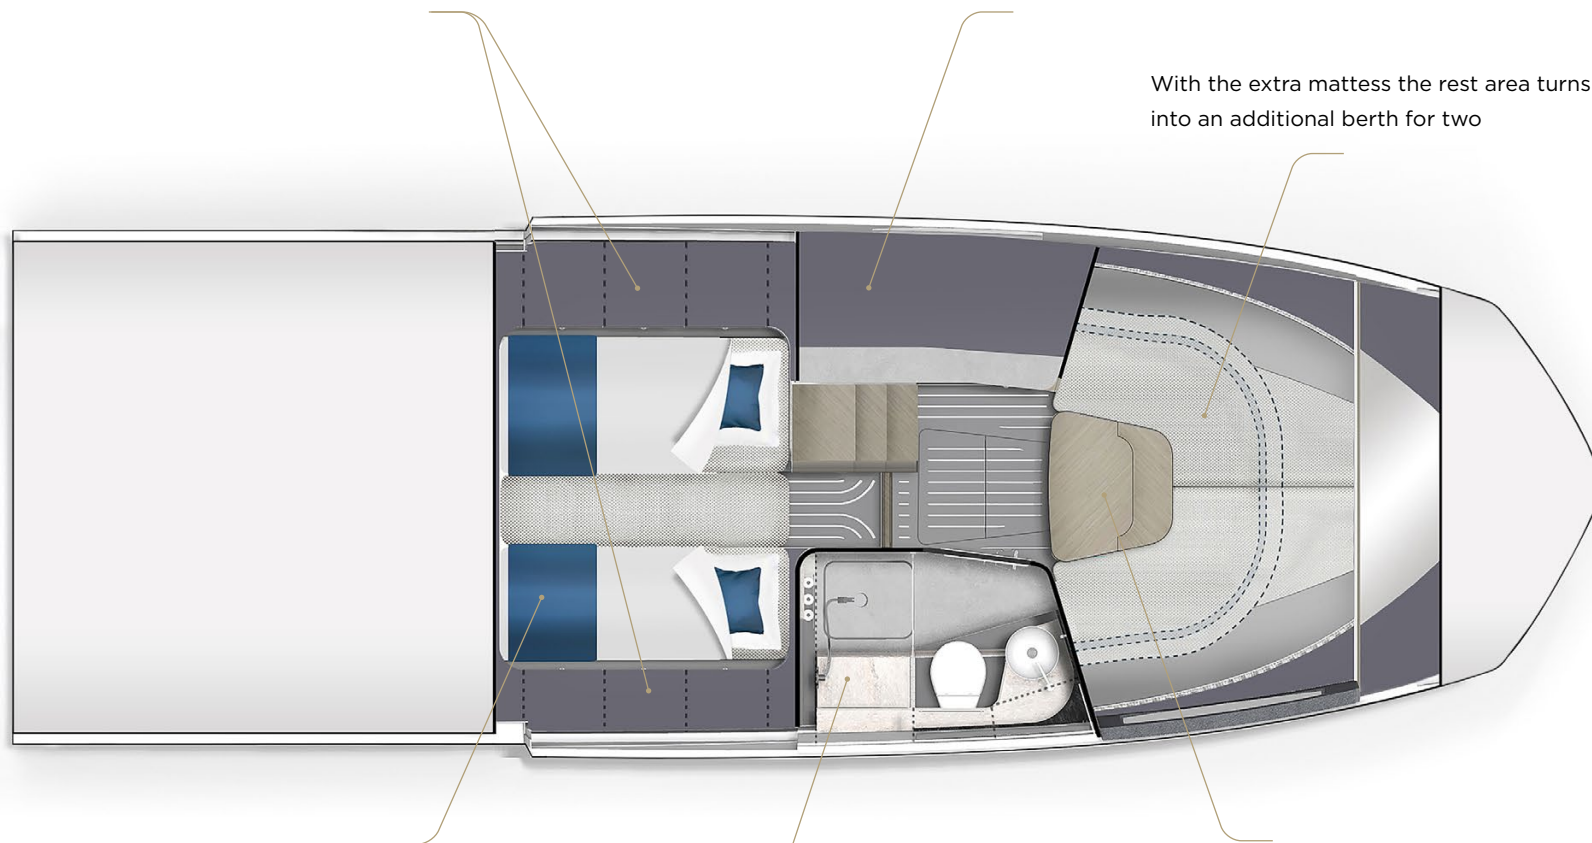 With the extra mattess the rest area turns
into an additional berth for two